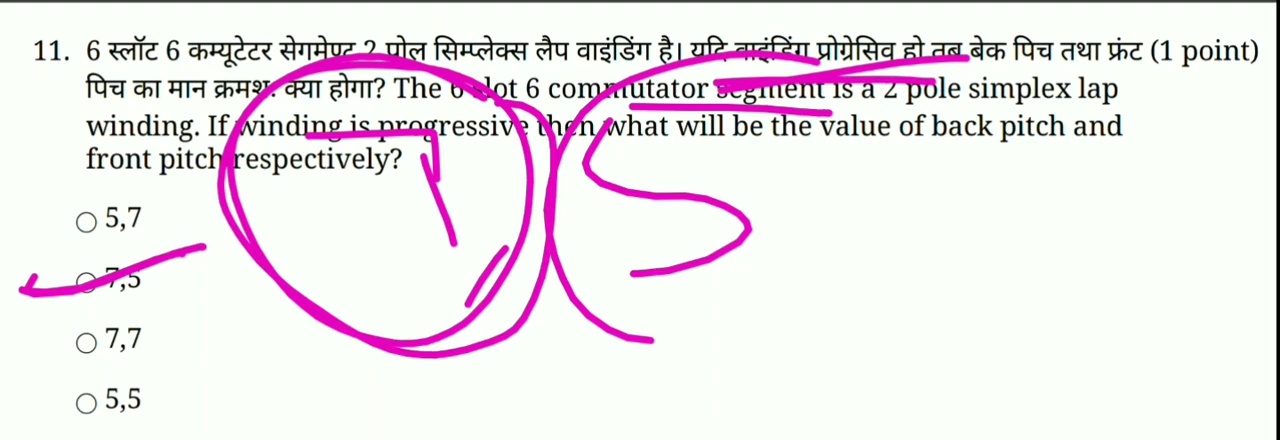 11. 6 स्लॉट 6 कम्यूटेटर सेगमेण्ट 2 पोल सिम्प्लेक्स लैप वाइंडिंग है। यदि वाइंडिंग प्रोग्रेसिव हो तब बेक पिच तथा फ्रंट (1 point)
पिच का मान क्रमशः क्या होगा? The 6 slot 6 commutator segment is a 2 pole simplex lap
winding. If winding is progressive then what will be the value of back pitch and
front pitch respectively?
5,7
7,5
7,7
5,5